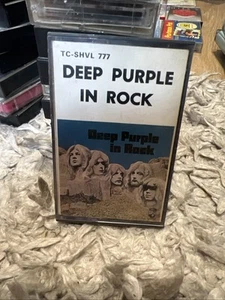 TC-SHVL 777
DEEP PURPLE
IN ROCK
Deep Purple
in Rock